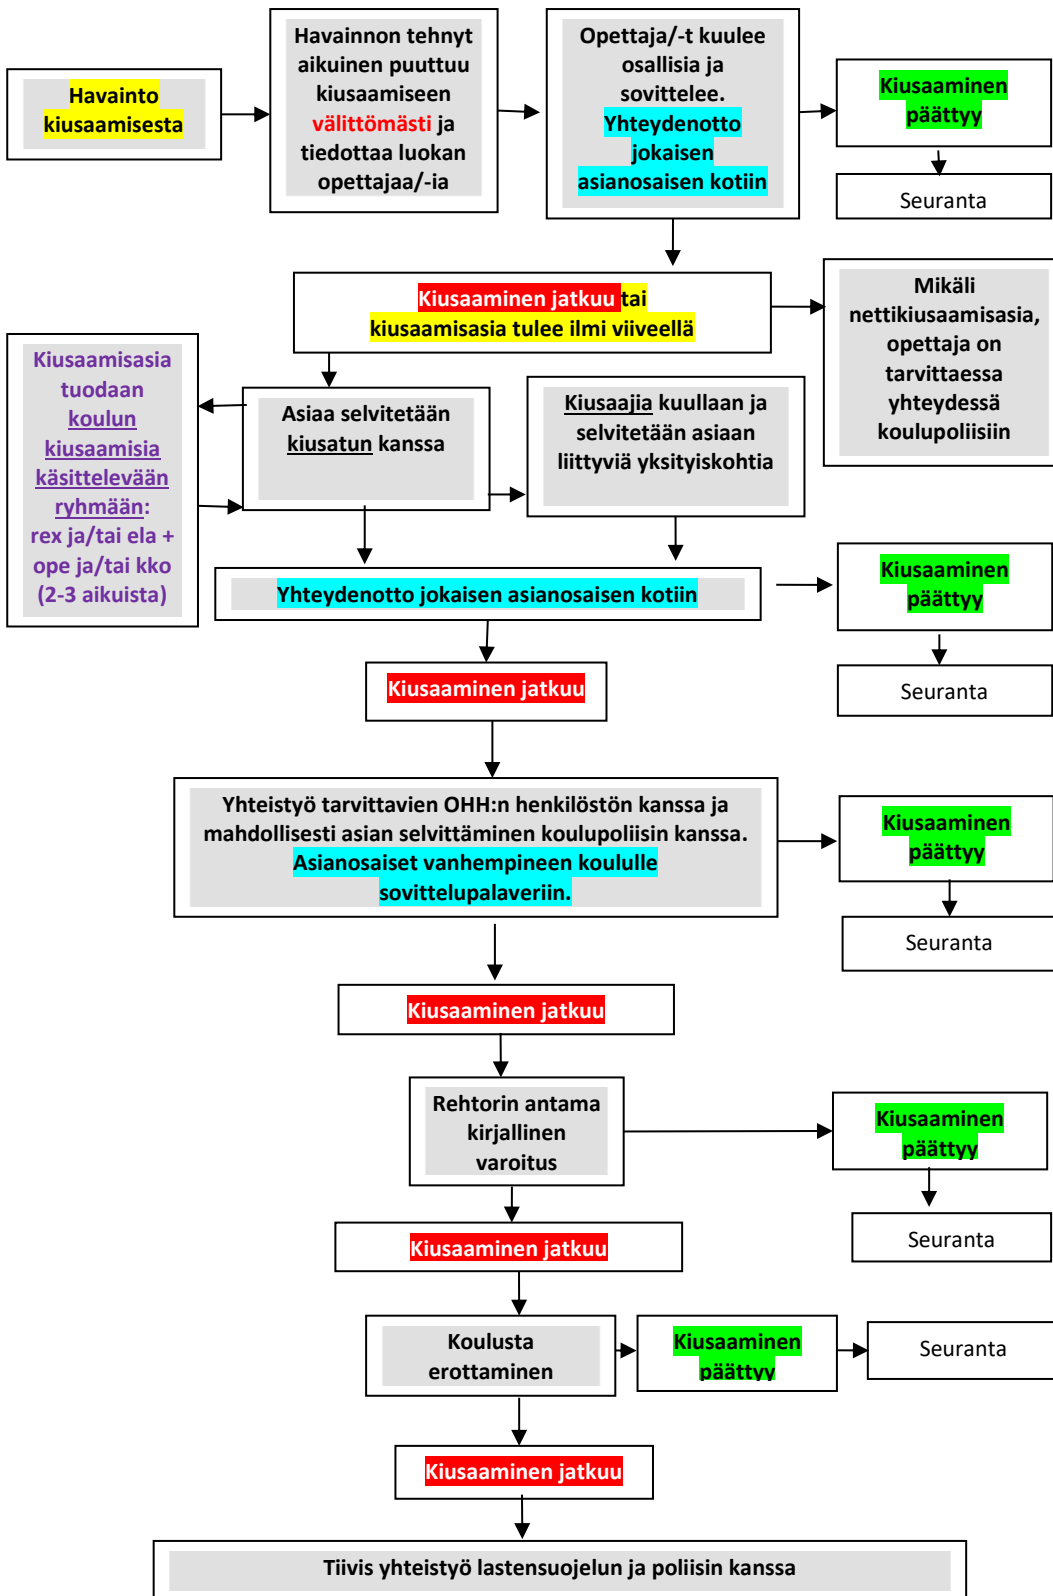 Havainto
kiusaamisesta
Havainnon tehnyt
aikuinen puuttuu
kiusaamiseen
välittömästi ja
tiedottaa luokan
opettajaa/-ia
Opettaja/-t kuulee
osallisia ja
sovittelee.
Yhteydenotto
jokaisen
asianosaisen kotiin
Kiusaaminen
päättyy
Seuranta
Kiusaaminen jatkuu tai
kiusaamisasia tulee ilmi viiveellä
Mikäli
nettikiusaamisasia,
opettaja on
tarvittaessa
yhteydessä
koulupoliisiin
Kiusaamisasia
tuodaan
koulun
kiusaamisia
käsittelevään
ryhmään:
rex ja/tai ela +
ope ja/tai kko
(2-3 aikuista)
Asiaa selvitetään
kiusatun kanssa
Kiusaajia kuullaan ja
selvitetään asiaan
liittyviä yksityiskohtia
Yhteydenotto jokaisen asianosaisen kotiin
Kiusaaminen
päättyy
Seuranta
Kiusaaminen jatkuu
Yhteistyö tarvittavien OHH:n henkilöstön kanssa ja
mahdollisesti asian selvittäminen koulupoliisin kanssa.
Asianosaiset vanhempineen koululle
sovittelupalaveriin.
Kiusaaminen
päättyy
Seuranta
Kiusaaminen jatkuu
Rehtorin antama
kirjallinen
varoitus
Kiusaaminen
päättyy
Seuranta
Kiusaaminen jatkuu
Koulusta
erottaminen
Kiusaaminen
päättyy
Seuranta
Kiusaaminen jatkuu
Tiivis yhteistyö lastensuojelun ja poliisin kanssa